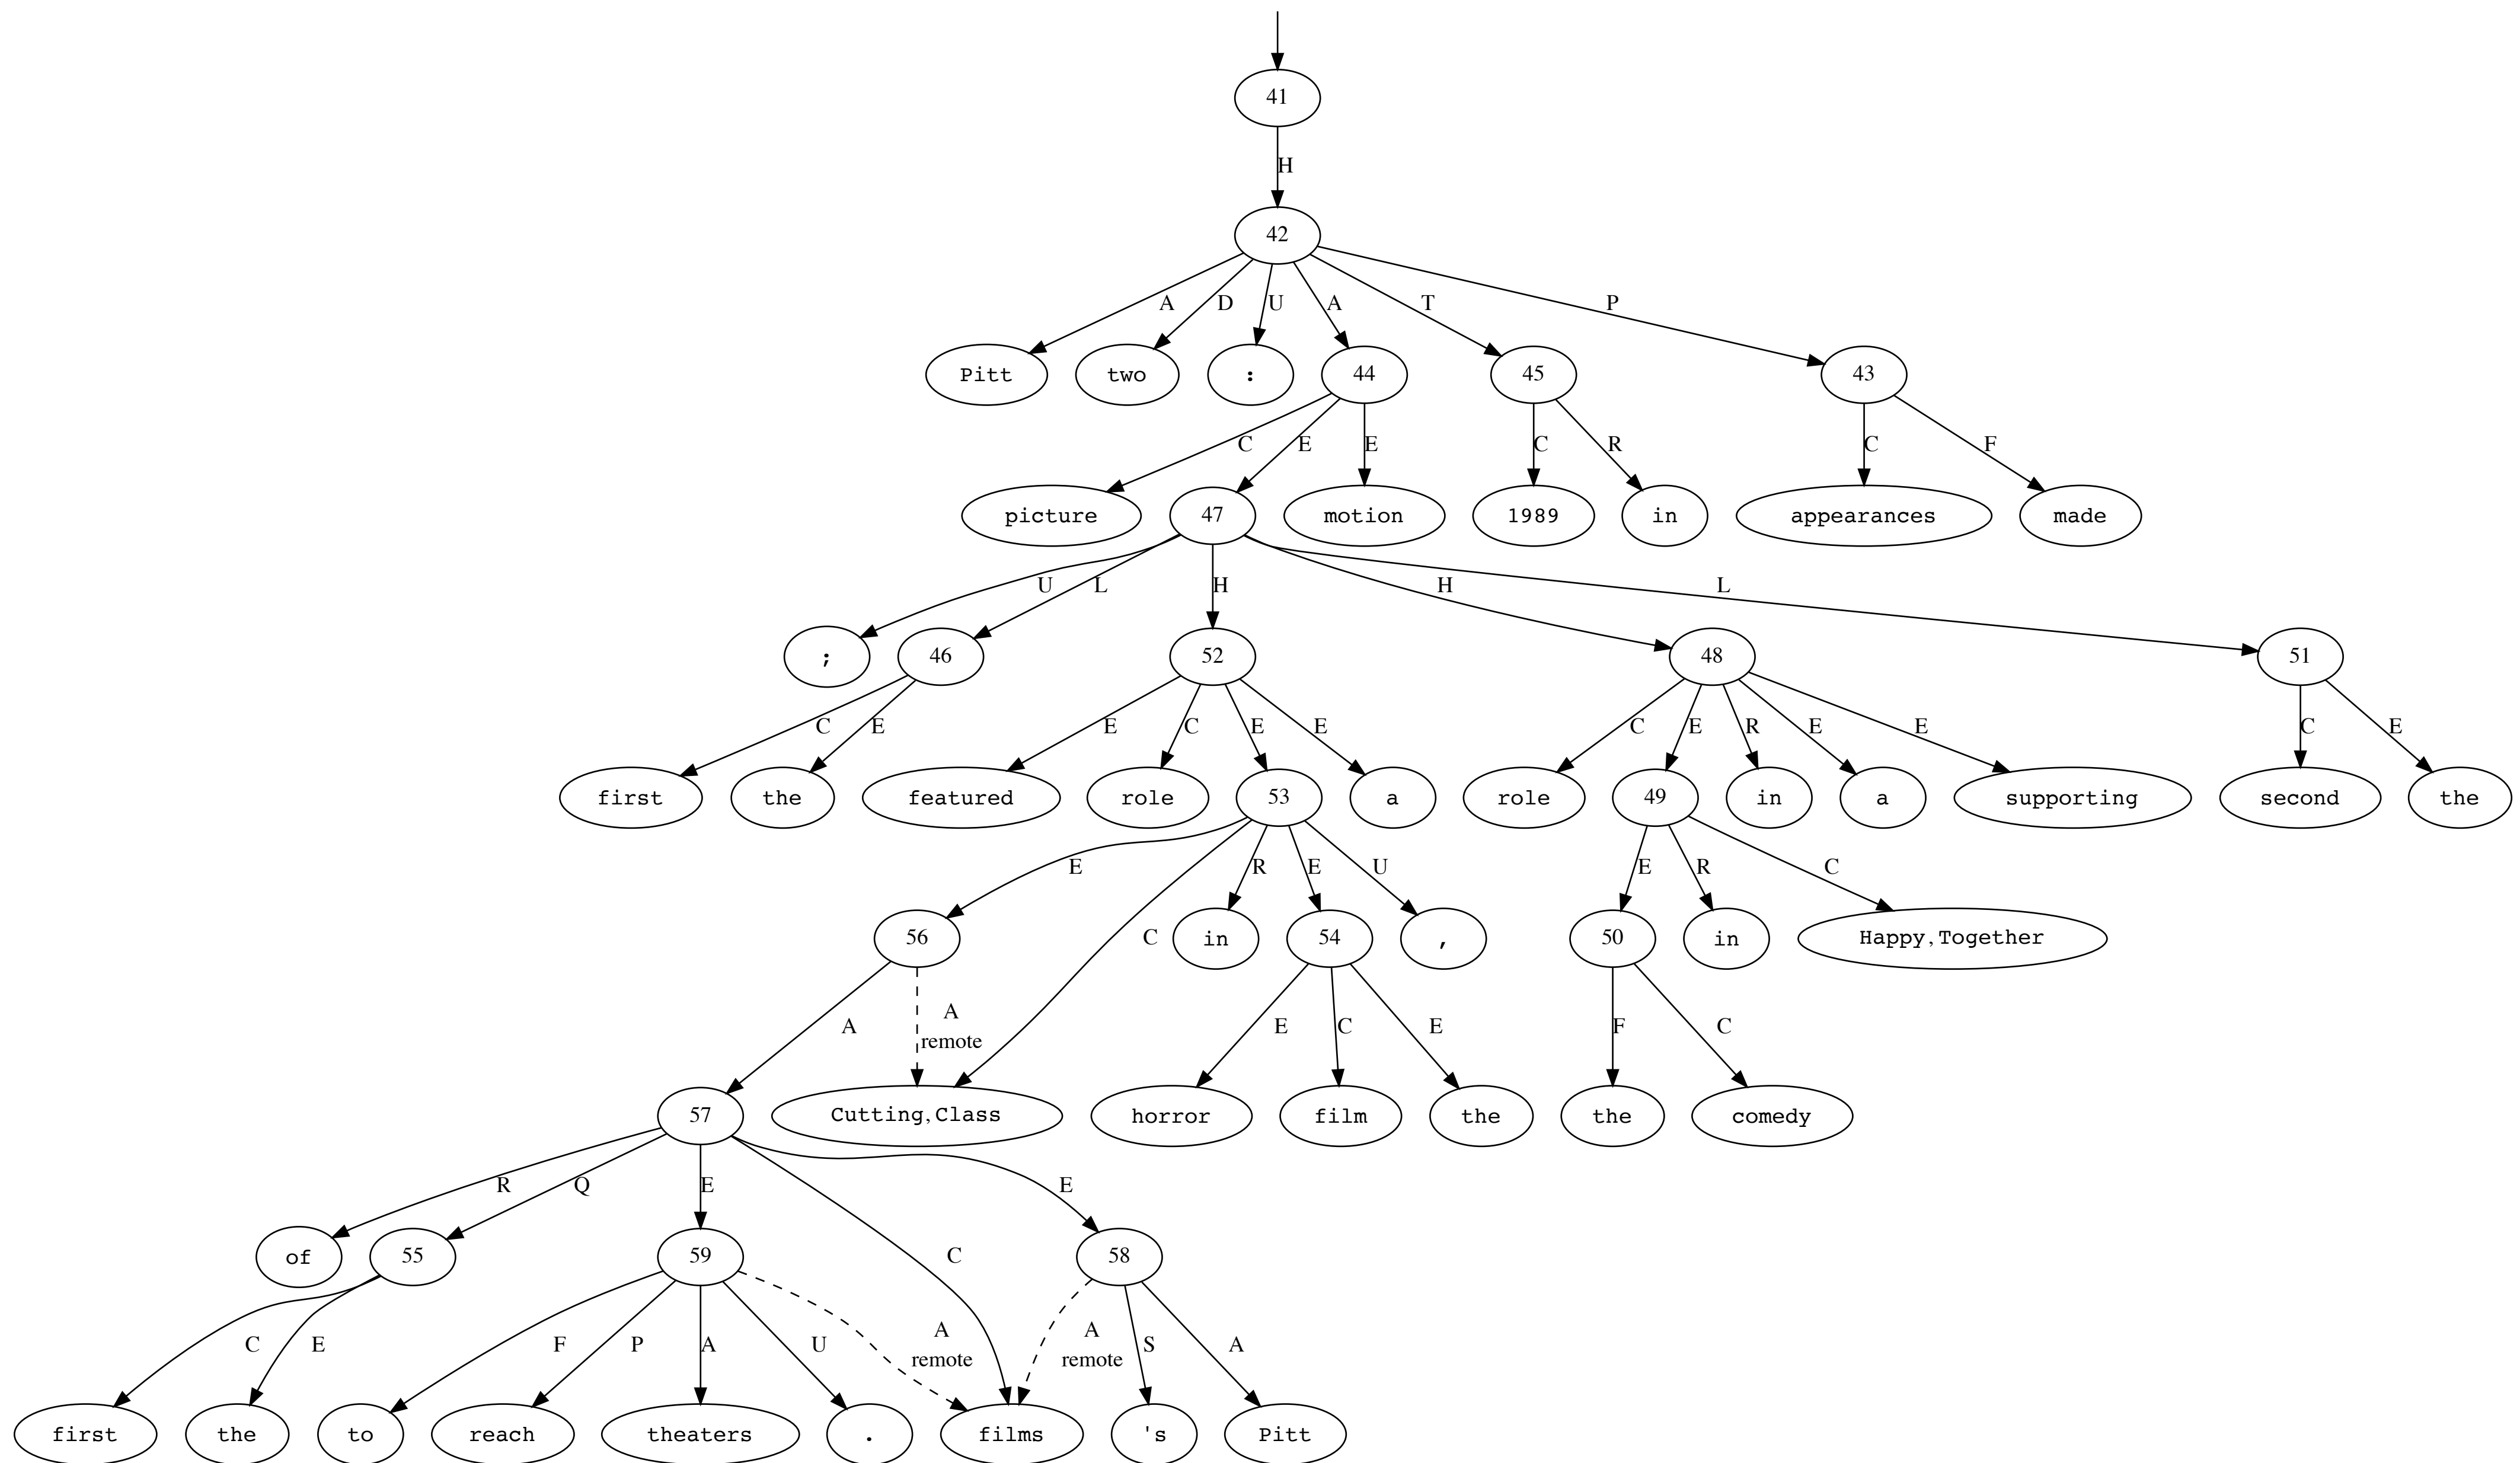 41
H
42
A D U A T P
Pitt two : 44 45 43
C E E C R C F
picture 47 motion 1989 in appearances made
U L H H L
; 46 52 48 51
C E E C E E C E R E E C E
first the featured role 53 a role 49 in a supporting second the
E C R E U E R C
56 in 54 , 50 in Happy,Together
A A remote E C E F C
57 Cutting,Class horror film the the comedy
R Q E C E
of 55 59 58
C E F P A U A remote A remote S A
first the to reach theaters . films 's Pitt